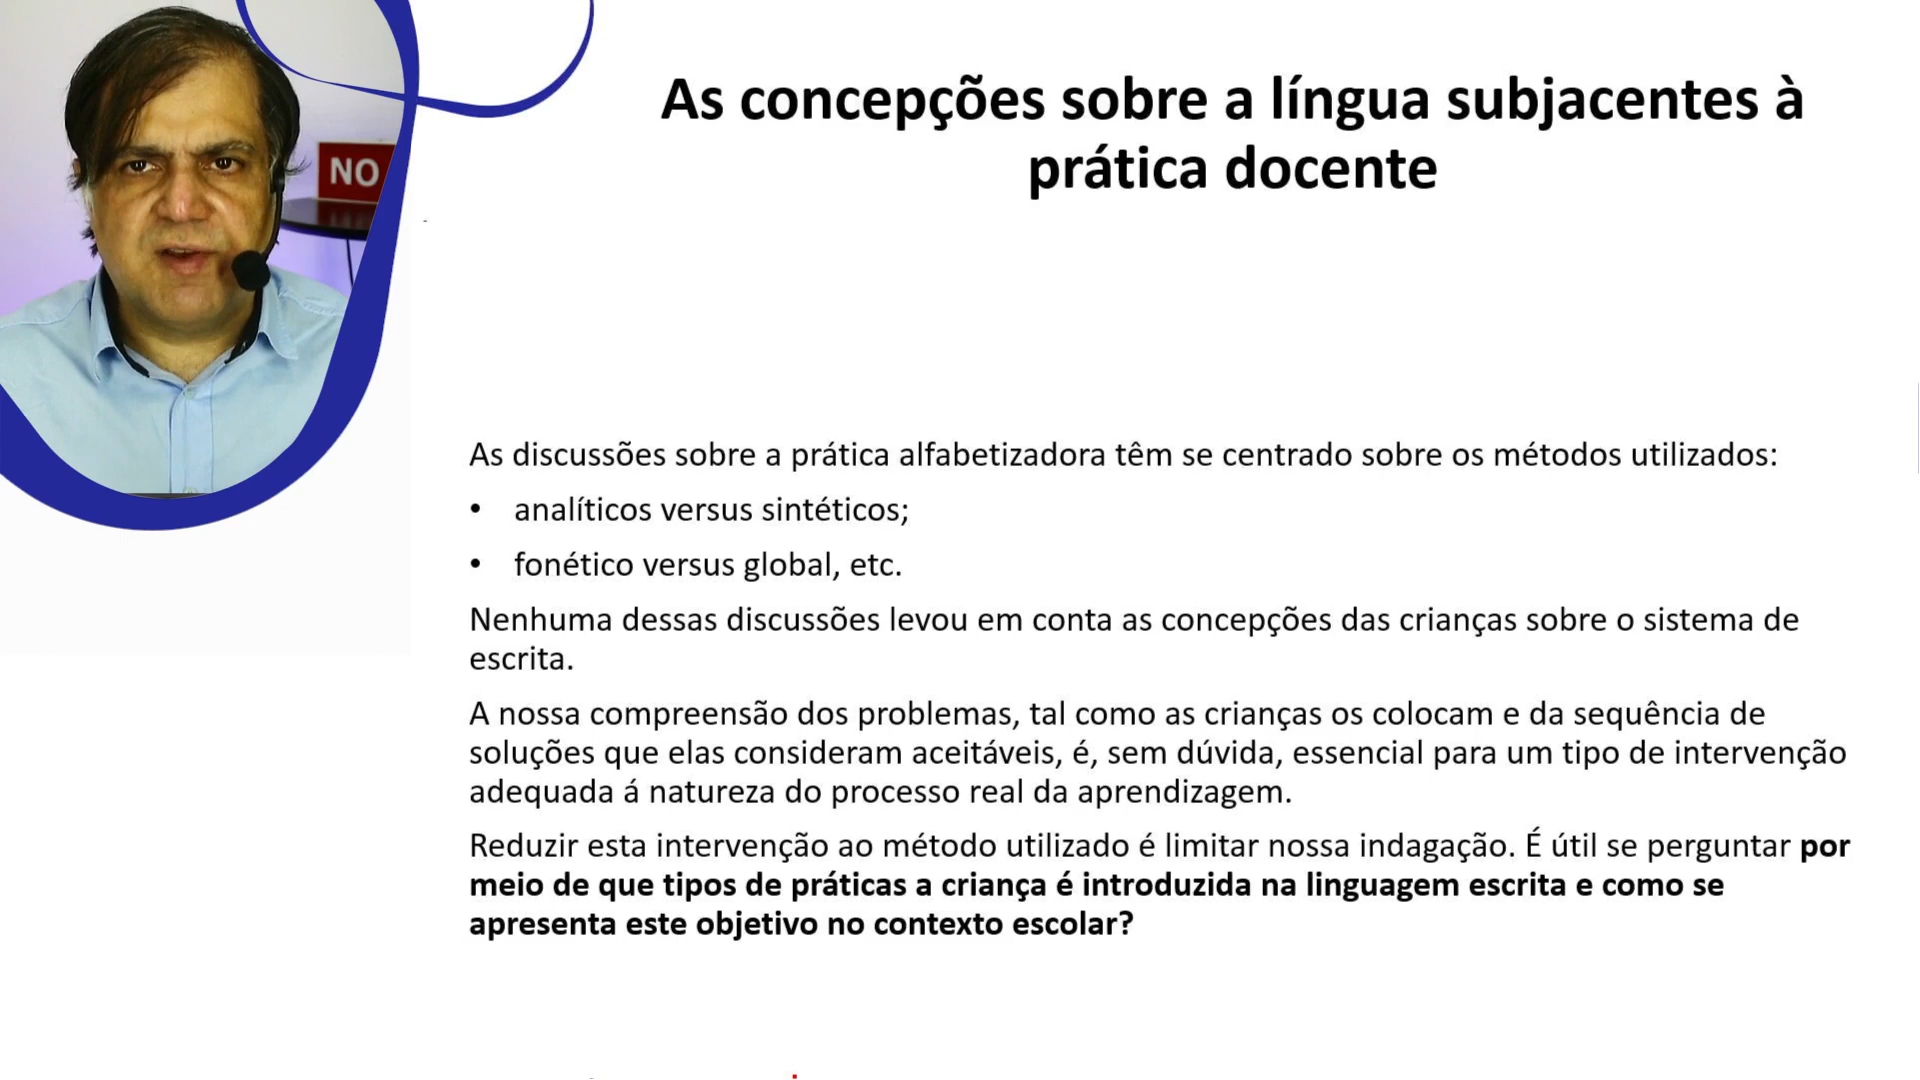 NO
As concepções sobre a língua subjacentes à
prática docente
As discussões sobre a prática alfabetizadora têm se centrado sobre os métodos utilizados:
• analíticos versus sintéticos;
• fonético versus global, etc.
Nenhuma dessas discussões levou em conta as concepções das crianças sobre o sistema de
escrita.
A nossa compreensão dos problemas, tal como as crianças os colocam e da sequência de
soluções que elas consideram aceitáveis, é, sem dúvida, essencial para um tipo de intervenção
adequada á natureza do processo real da aprendizagem.
Reduzir esta intervenção ao método utilizado é limitar nossa indagação. É útil se perguntar por
meio de que tipos de práticas a criança é introduzida na linguagem escrita e como se
apresenta este objetivo no contexto escolar?